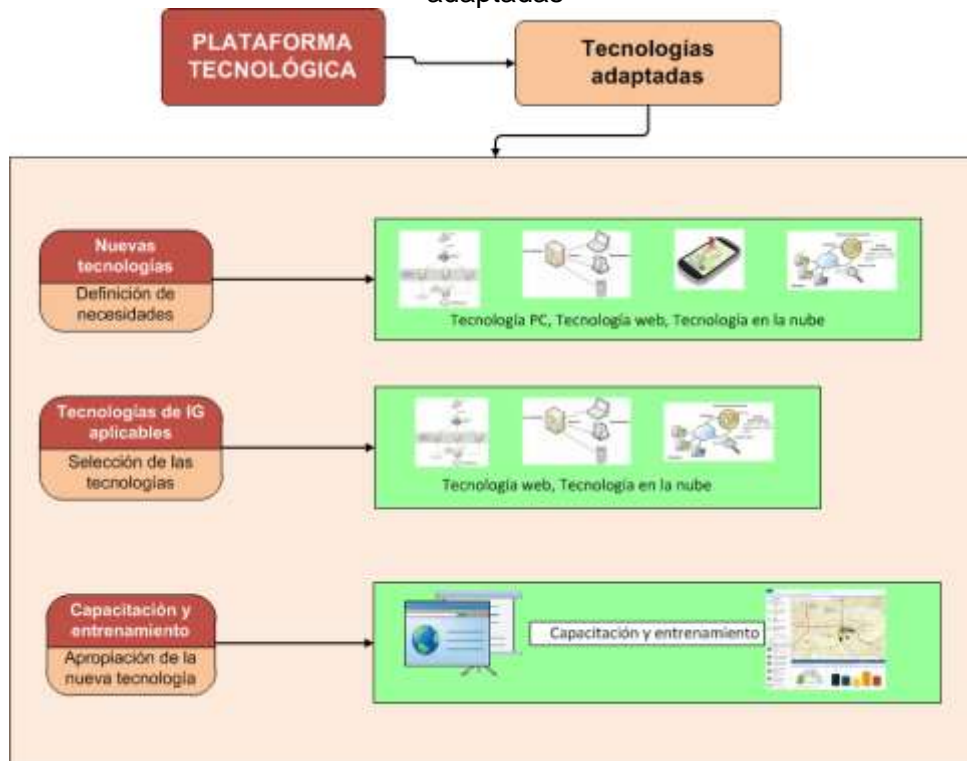 adaptadas
PLATAFORMA
TECNOLÓGICA
Tecnologías
adaptadas
Nuevas
tecnologías
Definición de
necesidades
Tecnología PC, Tecnología web, Tecnología en la nube
Tecnologías de IG
aplicables
Selección de las
tecnologías
Tecnología web, Tecnología en la nube
Capacitación y
entrenamiento
Apropiación de la
nueva tecnología
Capacitación y entrenamiento